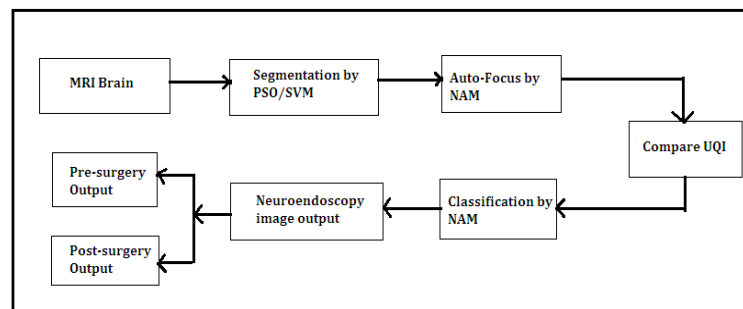 MRI Brain
Segmentation by
PSO/SVM
Auto-Focus by
NAM
Compare UQI
Classification by
NAM
Neuroendoscopy
image output
Pre-surgery
Output
Post-surgery
Output